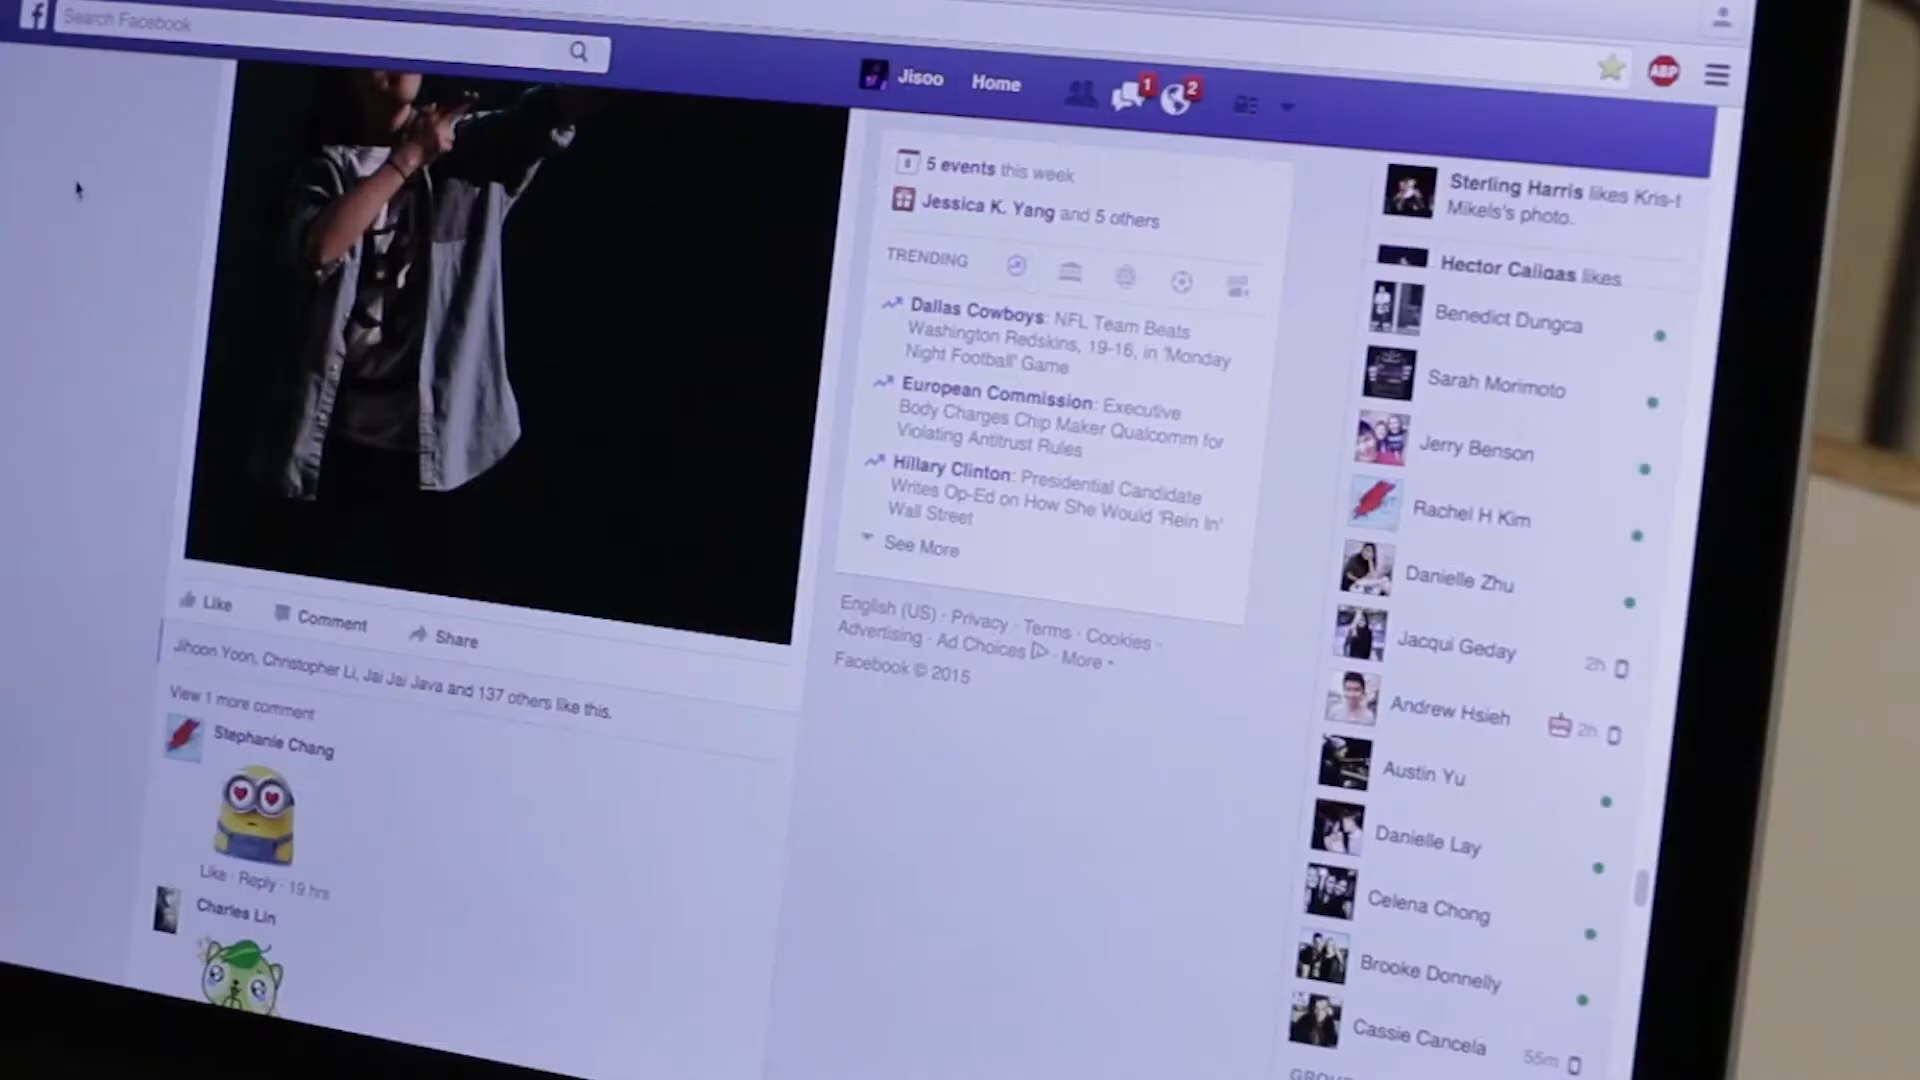 Search Facebook
Jisoo
Home
1
2
ABP
5 events this week
Jessica K. Yang and 5 others
TRENDING
Dallas Cowboys: NFL Team Beats
Washington Redskins, 19-16, in 'Monday
Night Football' Game
European Commission: Executive
Body Charges Chip Maker Qualcomm for
Violating Antitrust Rules
Hillary Clinton: Presidential Candidate
Writes Op-Ed on How She Would 'Rein In'
Wall Street
See More
English (US) · Privacy · Terms · Cookies ·
Advertising · Ad Choices · More
Facebook © 2015
Like
Comment
Share
Jihoon Yoon, Christopher Li, Jai Jai Java and 137 others like this.
View 1 more comment
Stephanie Chang
Like · Reply · 19 hrs
Charles Lin
Sterling Harris likes Kris-t
Mikels's photo.
Hector Caligas likes
Benedict Dungca
Sarah Morimoto
Jerry Benson
Rachel H Kim
Danielle Zhu
Jacqui Geday
2h
Andrew Hsieh
2h
Austin Yu
Danielle Lay
Celena Chong
Brooke Donnelly
Cassie Cancela
55m